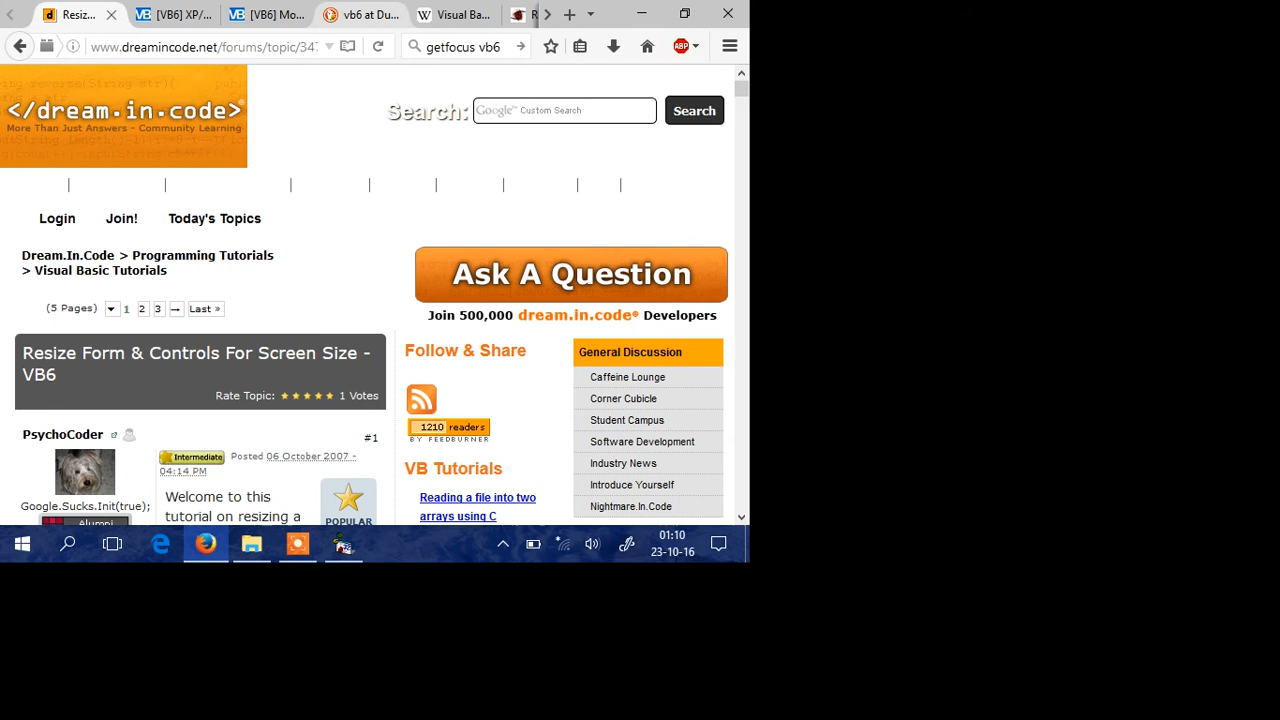 Resiz...
[VB6] XP/...
[VB6] Mo...
vb6 at Du...
Visual Ba...
R
www.dreamincode.net/forums/topic/34
getfocus vb6
ABP
</dream.in.code>
More Than Just Answers - Community Learning
Search:
Google™ Custom Search
Search
Login
Join!
Today's Topics
Dream.In.Code > Programming Tutorials
> Visual Basic Tutorials
Ask A Question
Join 500,000 dream.in.code® Developers
(5 Pages)
1
2
3
→
Last »
Resize Form & Controls For Screen Size -
VB6
Rate Topic: ★★★★★ 1 Votes
PsychoCoder
#1
Intermediate
Posted 06 October 2007 -
04:14 PM
Google.Sucks.Init(true);
Alumni
Welcome to this
tutorial on resizing a
POPULAR
Follow & Share
1210 readers
BY FEEDBURNER
VB Tutorials
Reading a file into two
arrays using C
General Discussion
Caffeine Lounge
Corner Cubicle
Student Campus
Software Development
Industry News
Introduce Yourself
Nightmare.In.Code
01:10
23-10-16